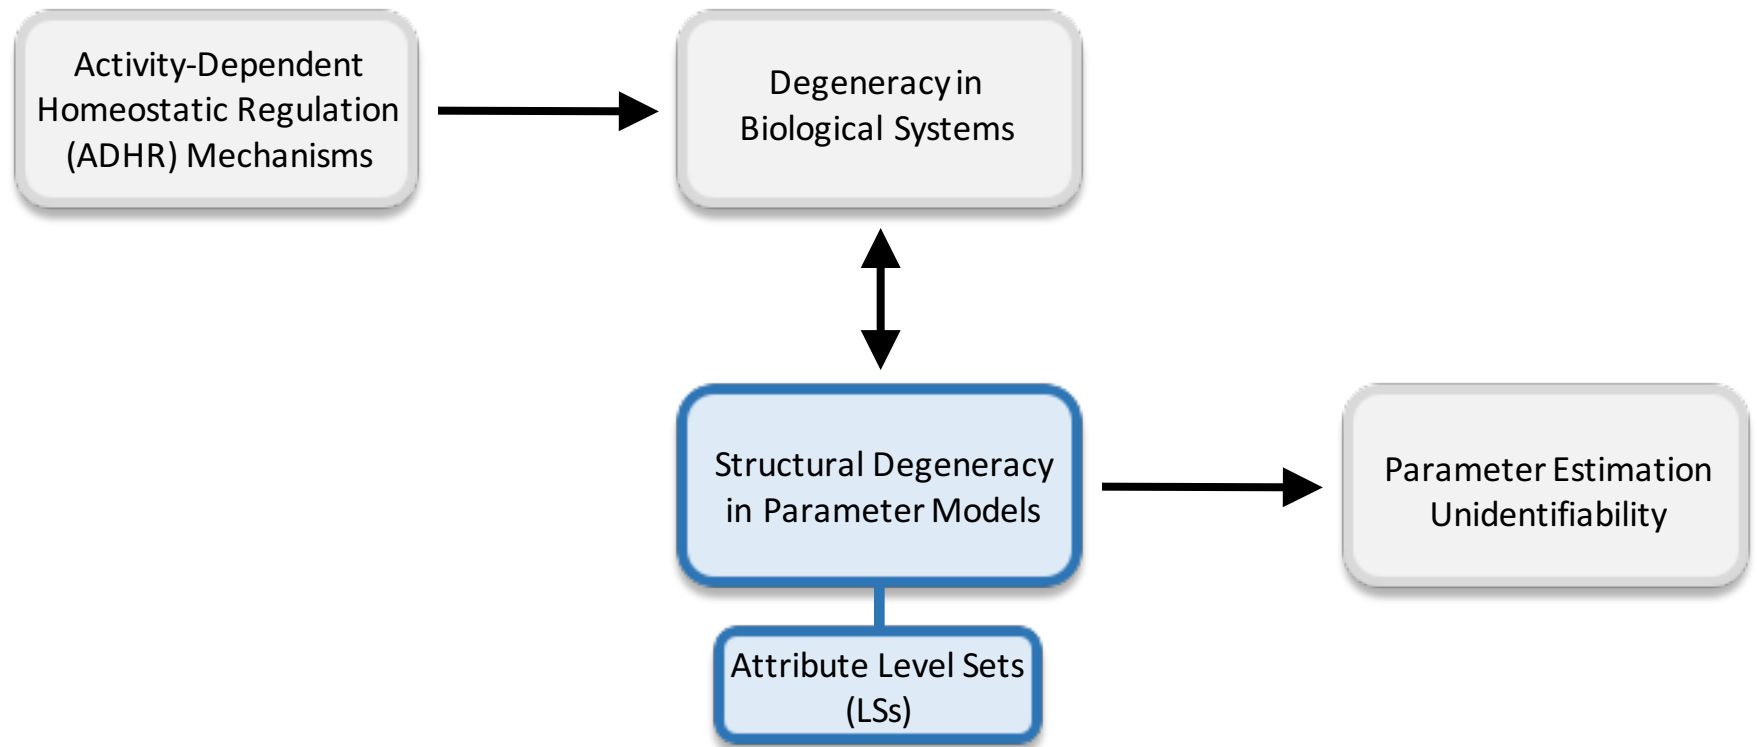 Activity-Dependent
Homeostatic Regulation
(ADHR) Mechanisms
Degeneracy in
Biological Systems
Structural Degeneracy
in Parameter Models
Parameter Estimation
Unidentifiability
Attribute Level Sets
(LSs)